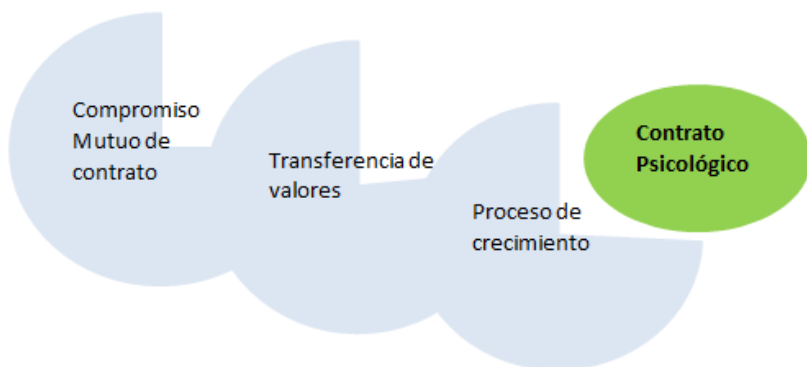 Compromiso
Mutuo de
contrato
Transferencia de
valores
Proceso de
crecimiento
Contrato
Psicológico